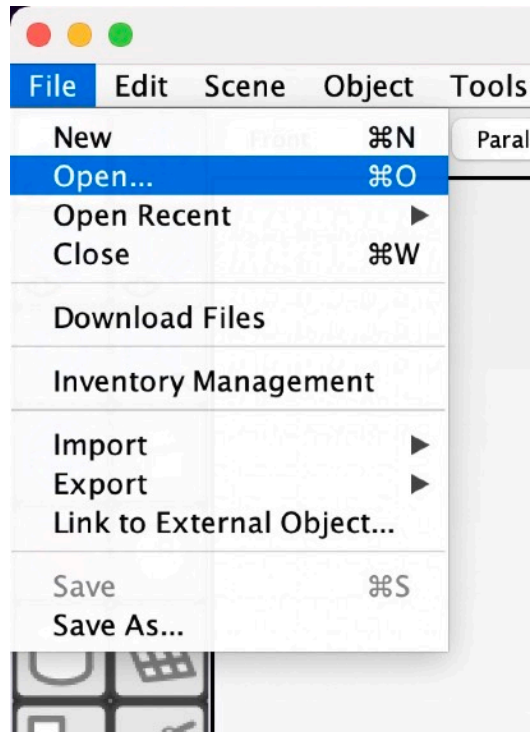 File Edit Scene Object Tools
New Front ⌘N Paral
Open... ⌘O
Open Recent ▶
Close ⌘W
Download Files
Inventory Management
Import ▶
Export ▶
Link to External Object...
Save ⌘S
Save As...